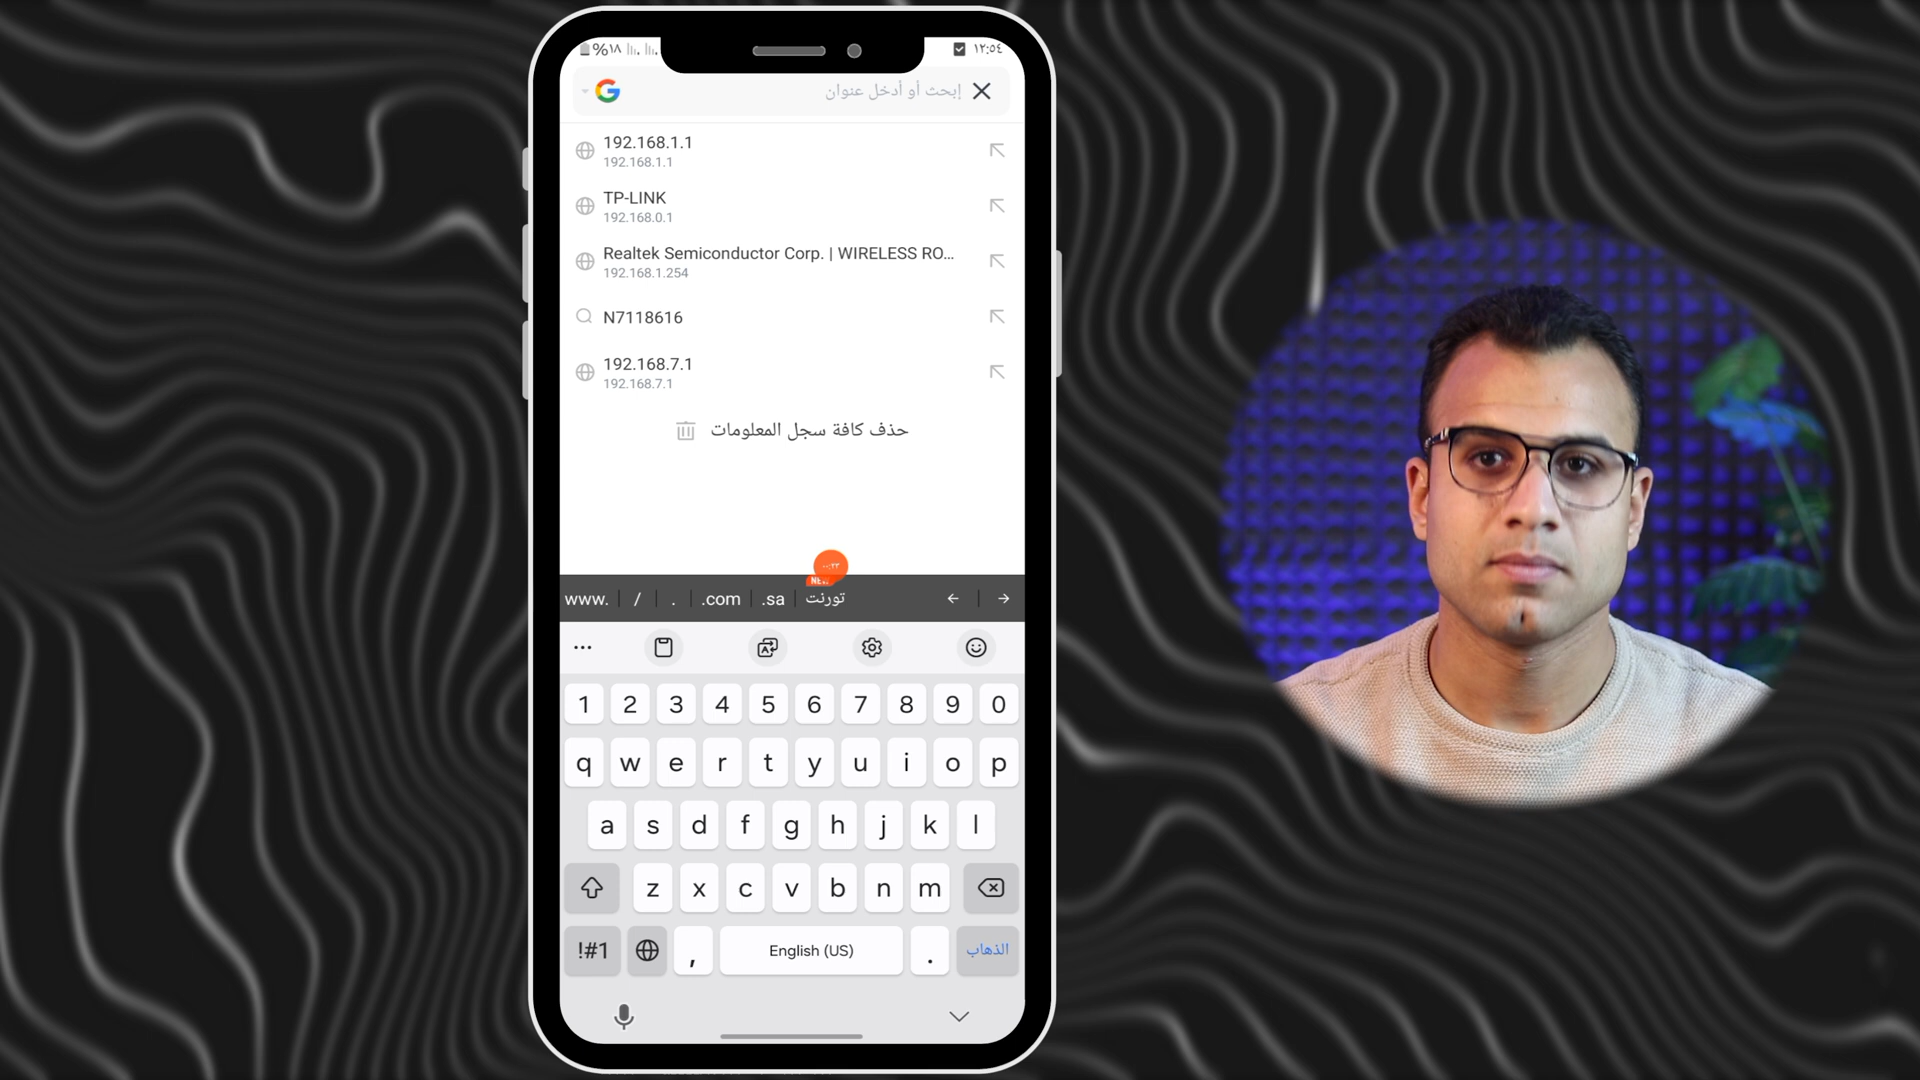 %١٨
١٢:٥٤
إبحث أو أدخل عنوان
192.168.1.1
192.168.1.1
TP-LINK
192.168.0.1
Realtek Semiconductor Corp. | WIRELESS RO...
192.168.1.254
N7118616
192.168.7.1
192.168.7.1
حذف كافة سجل المعلومات
٠٠:٢٣
NEW
www. / . .com .sa تورنت
1 2 3 4 5 6 7 8 9 0
q w e r t y u i o p
a s d f g h j k l
z x c v b n m
!#1 , English (US) . الذهاب